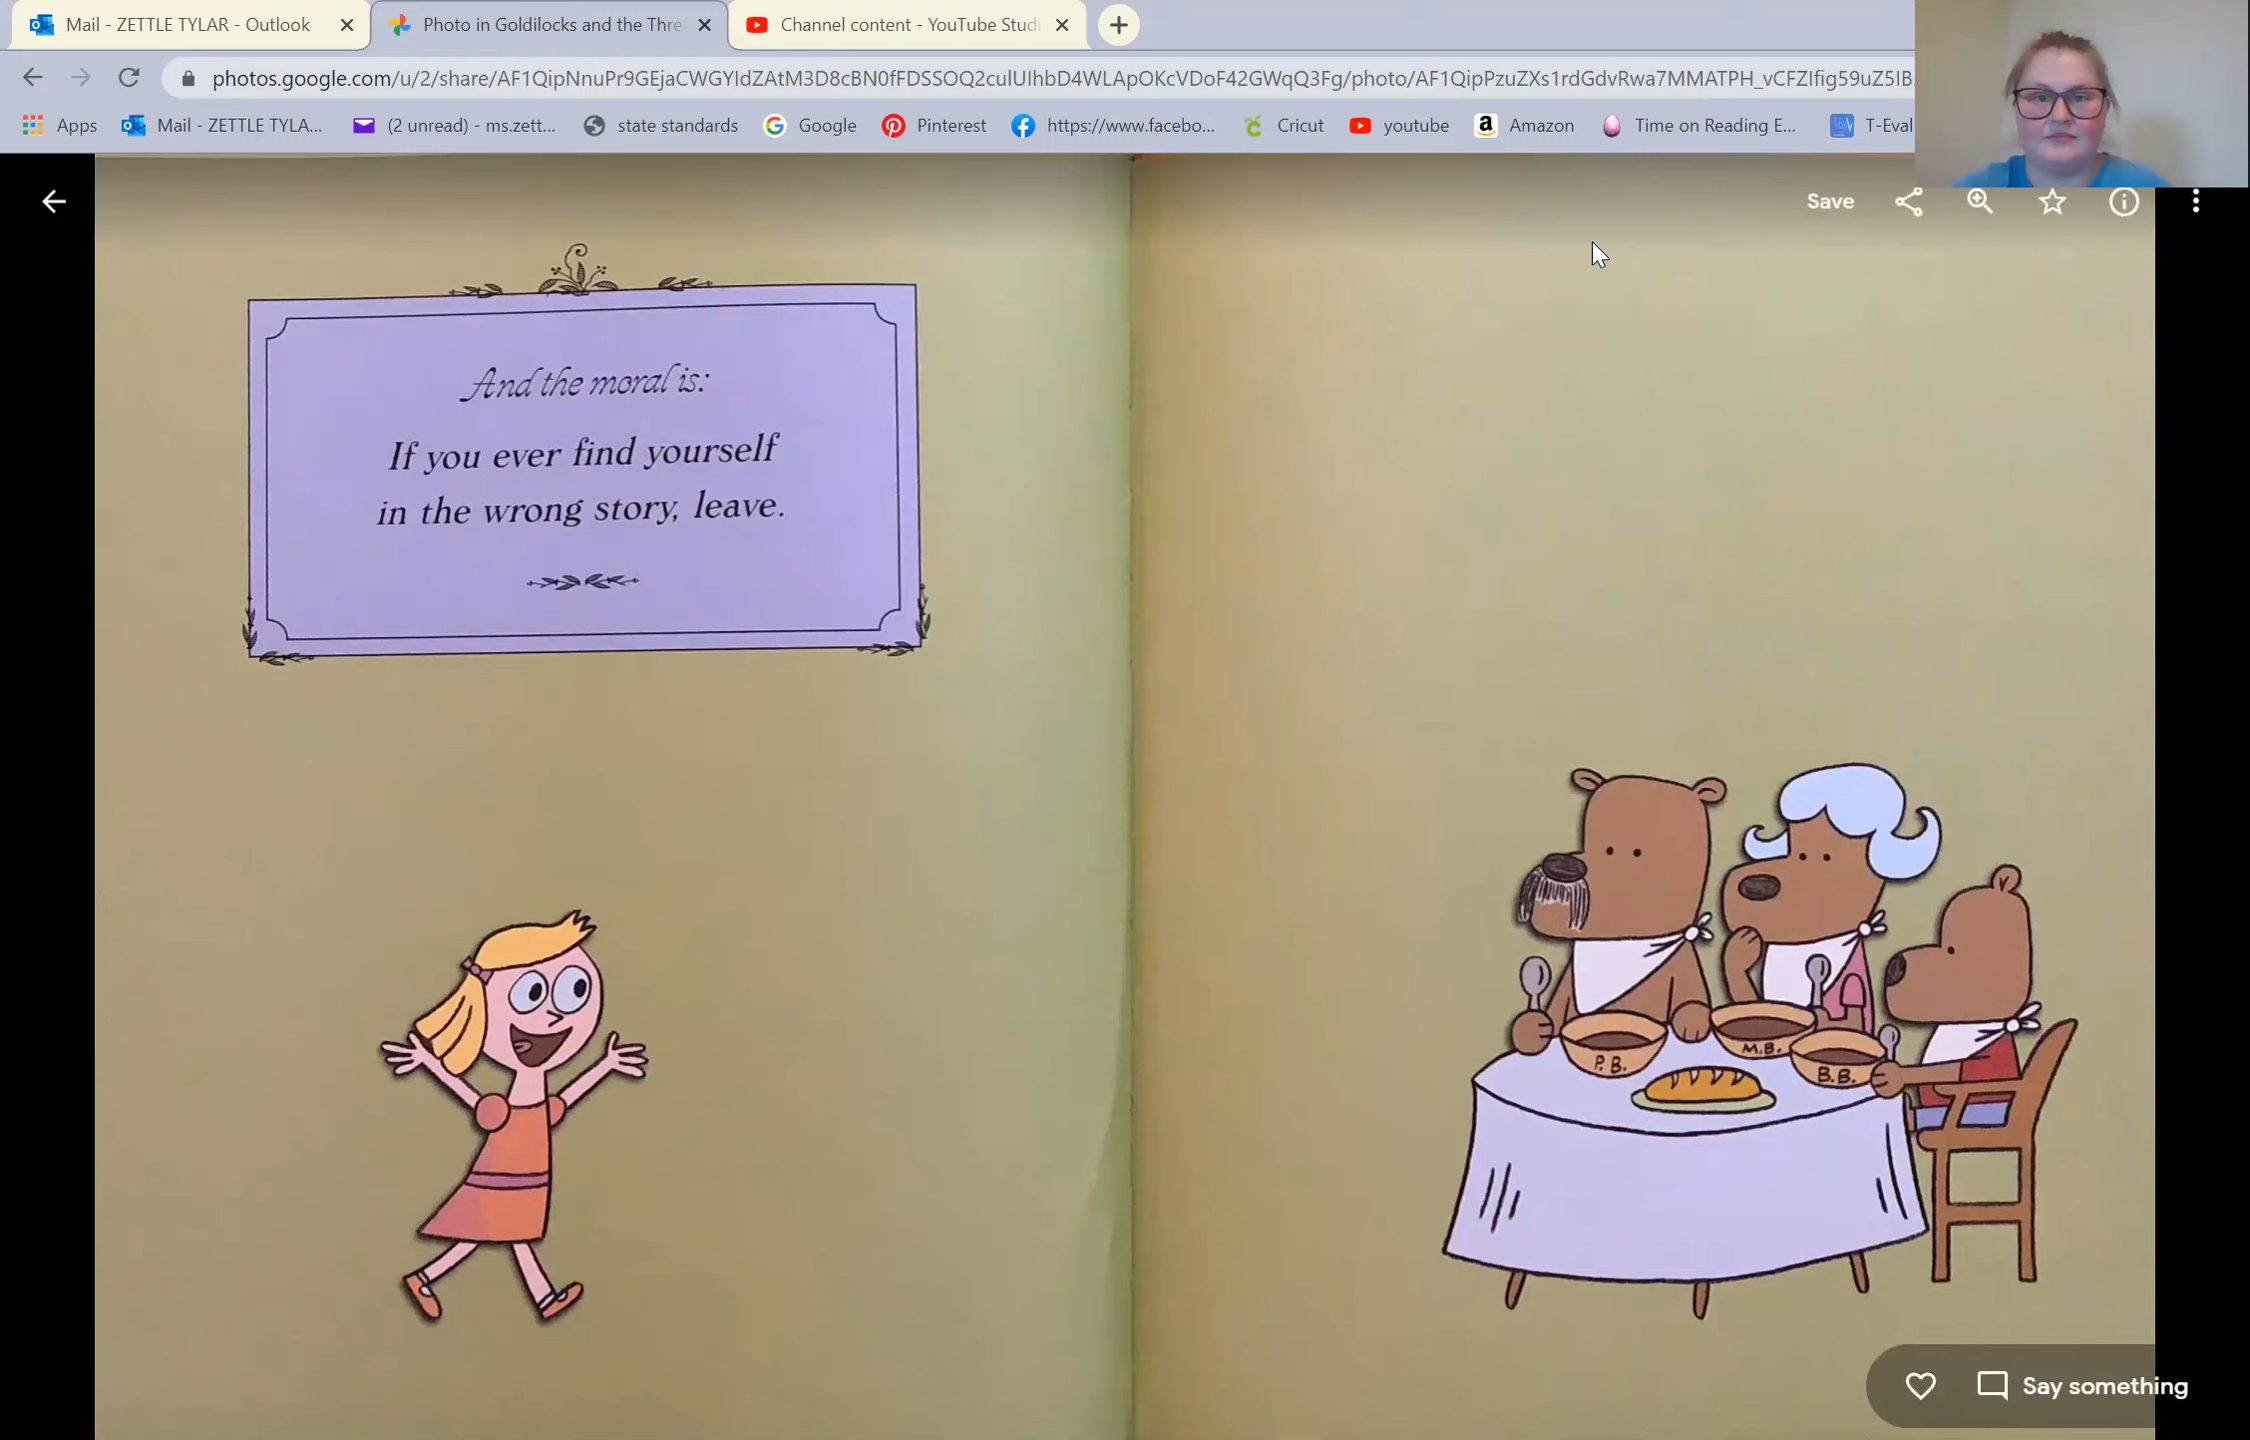 Mail - ZETTLE TYLAR - Outlook
Photo in Goldilocks and the Thre
Channel content - YouTube Studi
photos.google.com/u/2/share/AF1QipNnuPr9GEjaCWGYIdZAtM3D8cBN0fFDSSOQ2culUIhbD4WLApOKcVDoF42GWqQ3Fg/photo/AF1QipPzuZXs1rdGdvRwa7MMATPH_vCFZIfig59uZ5IB
Apps Mail - ZETTLE TYLA... (2 unread) - ms.zett... state standards Google Pinterest https://www.facebo... Cricut youtube Amazon Time on Reading E... T-Eval
Save
And the moral is:
If you ever find yourself
in the wrong story, leave.
P.B. M.B. B.B.
Say something